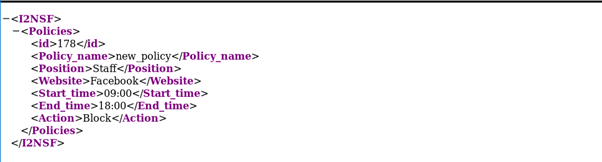 −<I2NSF>
−<Policies>
<id>178</id>
<Policy_name>new_policy</Policy_name>
<Position>Staff</Position>
<Website>Facebook</Website>
<Start_time>09:00</Start_time>
<End_time>18:00</End_time>
<Action>Block</Action>
</Policies>
</I2NSF>